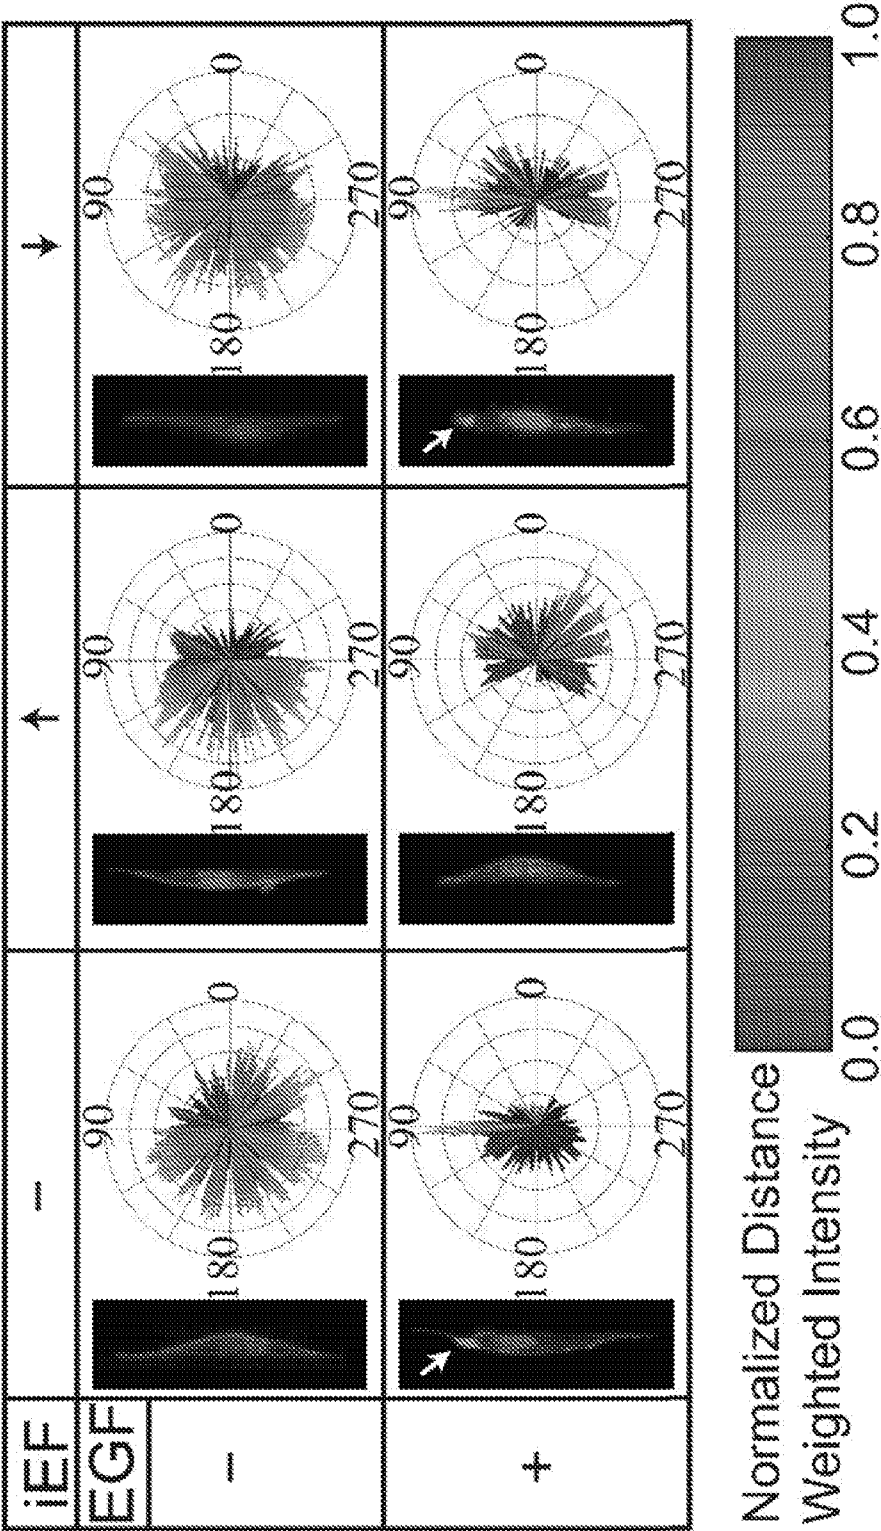 iEF − ↑ ↓
EGF
90 90 90
− 180 0 180 0 180 0
270 270 270
90 90 90
+ 180 0 180 0 180 0
270 270 270
Normalized Distance
Weighted Intensity
0.0 0.2 0.4 0.6 0.8 1.0